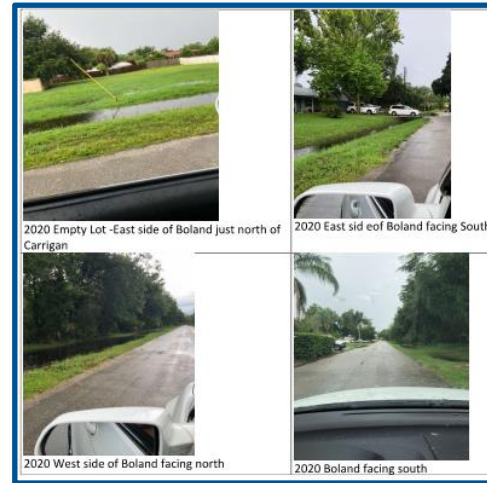 2020 Empty Lot -East side of Boland just north of
Carrigan
2020 East sid eof Boland facing South
2020 West side of Boland facing north
2020 Boland facing south